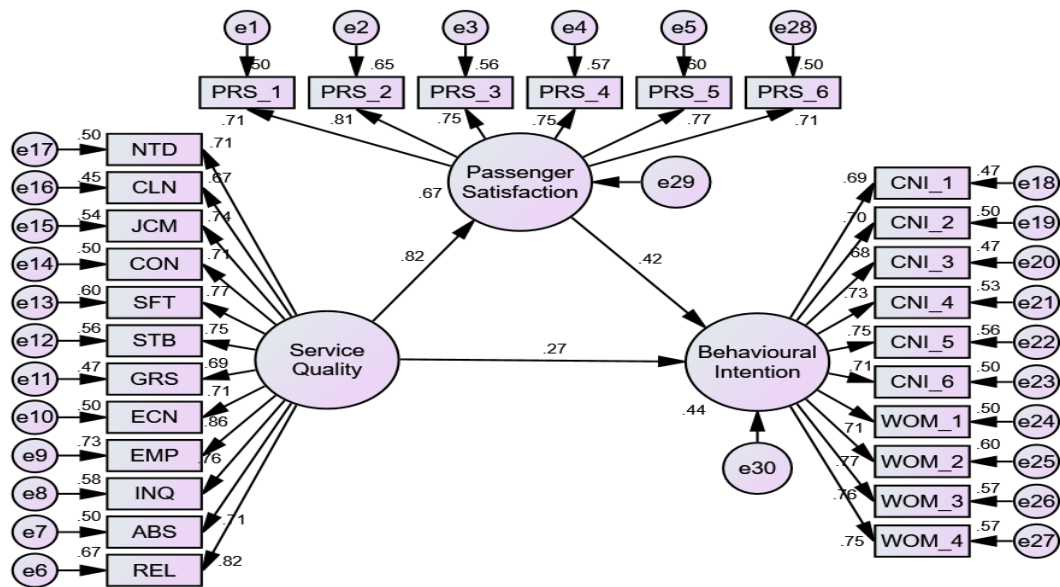 e1 e2 e3 e4 e5 e28
.50 .65 .56 .57 .60 .50
PRS_1 PRS_2 PRS_3 PRS_4 PRS_5 PRS_6
.71 .81 .75 .75 .77 .71
Passenger
Satisfaction
.67
e29
e17 .50 NTD .71
e16 .45 CLN .67
e15 .54 JCM .74
e14 .50 CON .71
e13 .60 SFT .77
e12 .56 STB .75
e11 .47 GRS .69
e10 .50 ECN .71
e9 .73 EMP .86
e8 .58 INQ .76
e7 .50 ABS .71
e6 .67 REL .82
Service
Quality
.82
.42
.27
Behavioural
Intention
.44
e30
.69 CNI_1 .47 e18
.70 CNI_2 .50 e19
.68 CNI_3 .47 e20
.73 CNI_4 .53 e21
.75 CNI_5 .56 e22
.71 CNI_6 .50 e23
.71 WOM_1 .50 e24
.77 WOM_2 .60 e25
.76 WOM_3 .57 e26
.75 WOM_4 .57 e27